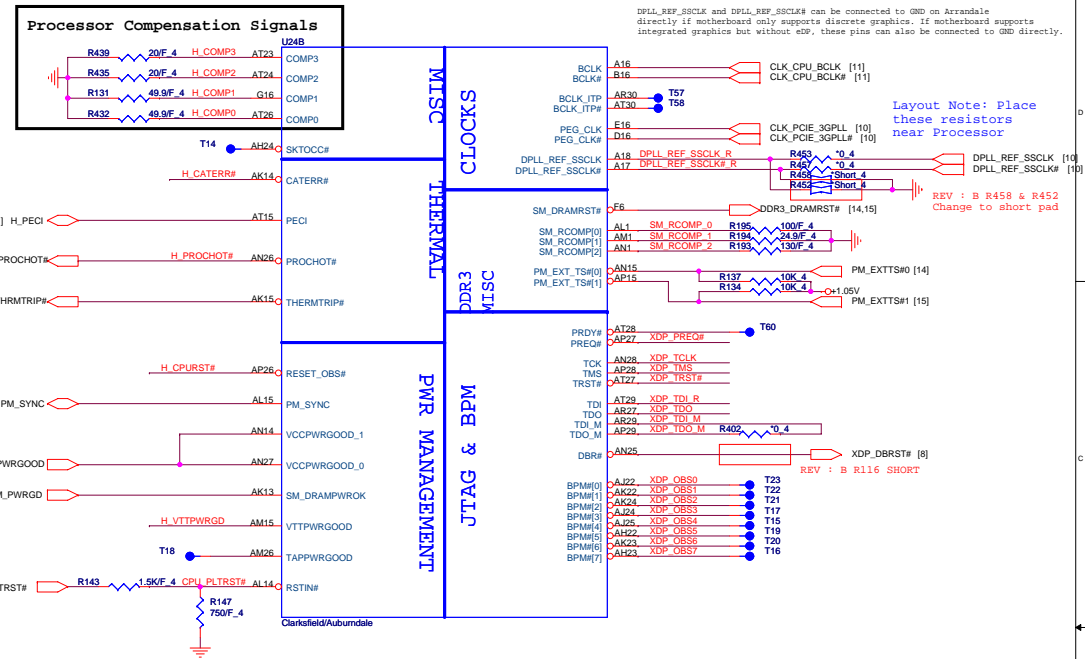 DPLL_REF_SSCLK and DPLL_REF_SSCLK# can be connected to GND on Arrandale
directly if motherboard only supports discrete graphics. If motherboard supports
integrated graphics but without eDP, these pins can also be connected to GND directly.
Processor Compensation Signals
U24B
R439 20/F_4 H_COMP3 AT23 COMP3
R435 20/F_4 H_COMP2 AT24 COMP2
R131 49.9/F_4 H_COMP1 G16 COMP1
R432 49.9/F_4 H_COMP0 AT26 COMP0
T14 AH24 SKTOCC#
H_CATERR# AK14 CATERR#
H_PECI AT15 PECI
PROCHOT# H_PROCHOT# AN26 PROCHOT#
HRMTRIP# AK15 THERMTRIP#
H_CPURST# AP26 RESET_OBS#
PM_SYNC AL15 PM_SYNC
AN14 VCCPWRGOOD_1
PWRGOOD AN27 VCCPWRGOOD_0
M_PWRGD AK13 SM_DRAMPWROK
H_VTTPWRGD AM15 VTTPWRGOOD
T18 AM26 TAPPWRGOOD
TRST# R143 1.5K/F_4 CPU_PLTRST# AL14 RSTIN#
R147
750/F_4
Clarksfield/Auburndale
MISC
THERMAL
PWR MANAGEMENT
CLOCKS
DDR3
MISC
JTAG & BPM
BCLK A16 CLK_CPU_BCLK [11]
BCLK# B16 CLK_CPU_BCLK# [11]
BCLK_ITP AR30 T57
BCLK_ITP# AT30 T58
PEG_CLK E16 CLK_PCIE_3GPLL [10]
PEG_CLK# D16 CLK_PCIE_3GPLL# [10]
DPLL_REF_SSCLK A18 DPLL_REF_SSCLK_R R453 *0_4 DPLL_REF_SSCLK [10]
DPLL_REF_SSCLK# A17 DPLL_REF_SSCLK#_R R457 *0_4 DPLL_REF_SSCLK# [10]
R458 *Short_4
R452 *Short_4
Layout Note: Place
these resistors
near Processor
REV : B R458 & R452
Change to short pad
SM_DRAMRST# F6 DDR3_DRAMRST# [14,15]
SM_RCOMP[0] AL1 SM_RCOMP_0 R195 100/F_4
SM_RCOMP[1] AM1 SM_RCOMP_1 R194 24.9/F_4
SM_RCOMP[2] AN1 SM_RCOMP_2 R193 130/F_4
PM_EXT_TS#[0] AN15 PM_EXTTS#0 [14]
PM_EXT_TS#[1] AP15 R137 10K_4
R134 10K_4 +1.05V
PM_EXTTS#1 [15]
PRDY# AT28 T60
PREQ# AP27 XDP_PREQ#
TCK AN28 XDP_TCLK
TMS AP28 XDP_TMS
TRST# AT27 XDP_TRST#
TDI AT29 XDP_TDI_R
TDO AR27 XDP_TDO
TDI_M AR29 XDP_TDI_M
TDO_M AP29 XDP_TDO_M R402 *0_4
DBR# AN25 XDP_DBRST# [8]
REV : B R116 SHORT
BPM#[0] AJ22 XDP_OBS0 T23
BPM#[1] AK22 XDP_OBS1 T22
BPM#[2] AK24 XDP_OBS2 T21
BPM#[3] AJ24 XDP_OBS3 T17
BPM#[4] AJ25 XDP_OBS4 T15
BPM#[5] AH22 XDP_OBS5 T19
BPM#[6] AK23 XDP_OBS6 T20
BPM#[7] AH23 XDP_OBS7 T16
D
C